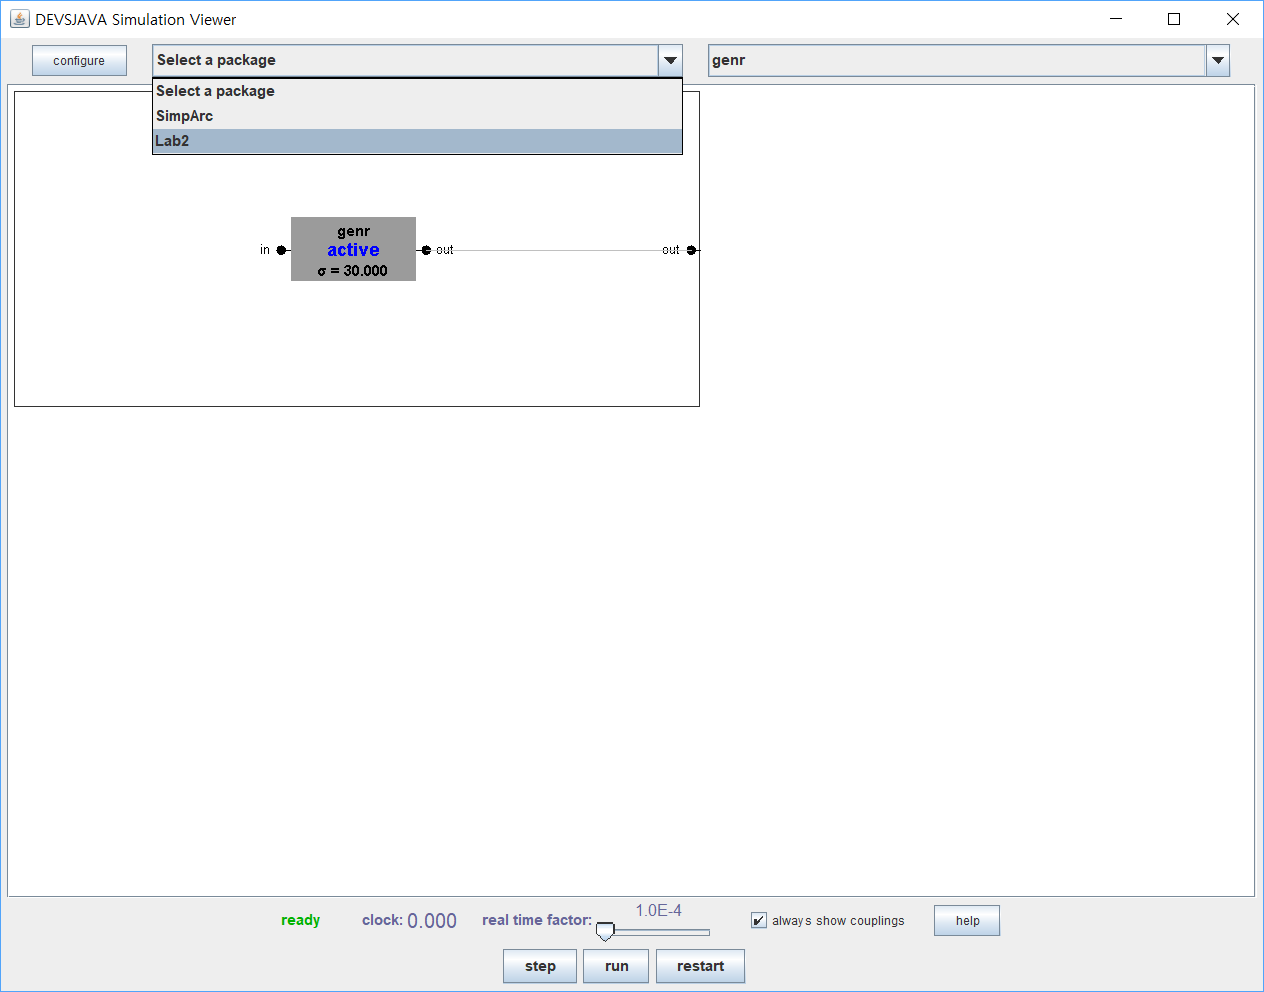 DEVSJAVA Simulation Viewer
configure
Select a package
genr
Select a package
SimpArc
Lab2
genr
in
active
out
out
σ = 30.000
1.0E-4
ready
clock: 0.000
real time factor:
always show couplings
help
step
run
restart